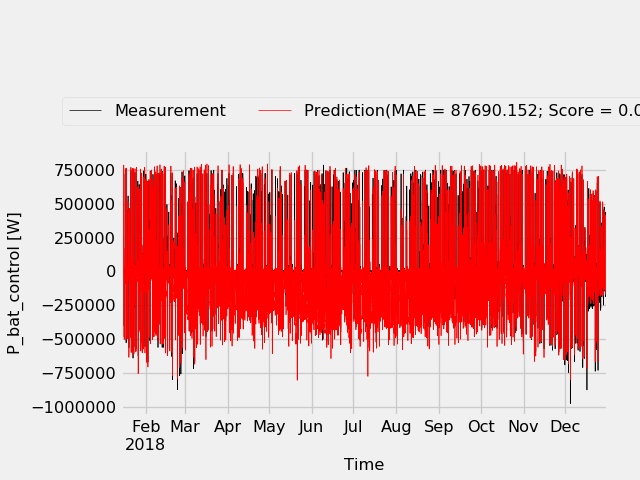 Measurement Prediction(MAE = 87690.152; Score = 0.0
750000
500000
250000
0
−250000
−500000
−750000
−1000000
P_bat_control [W]
Feb Mar Apr May Jun Jul Aug Sep Oct Nov Dec
2018
Time